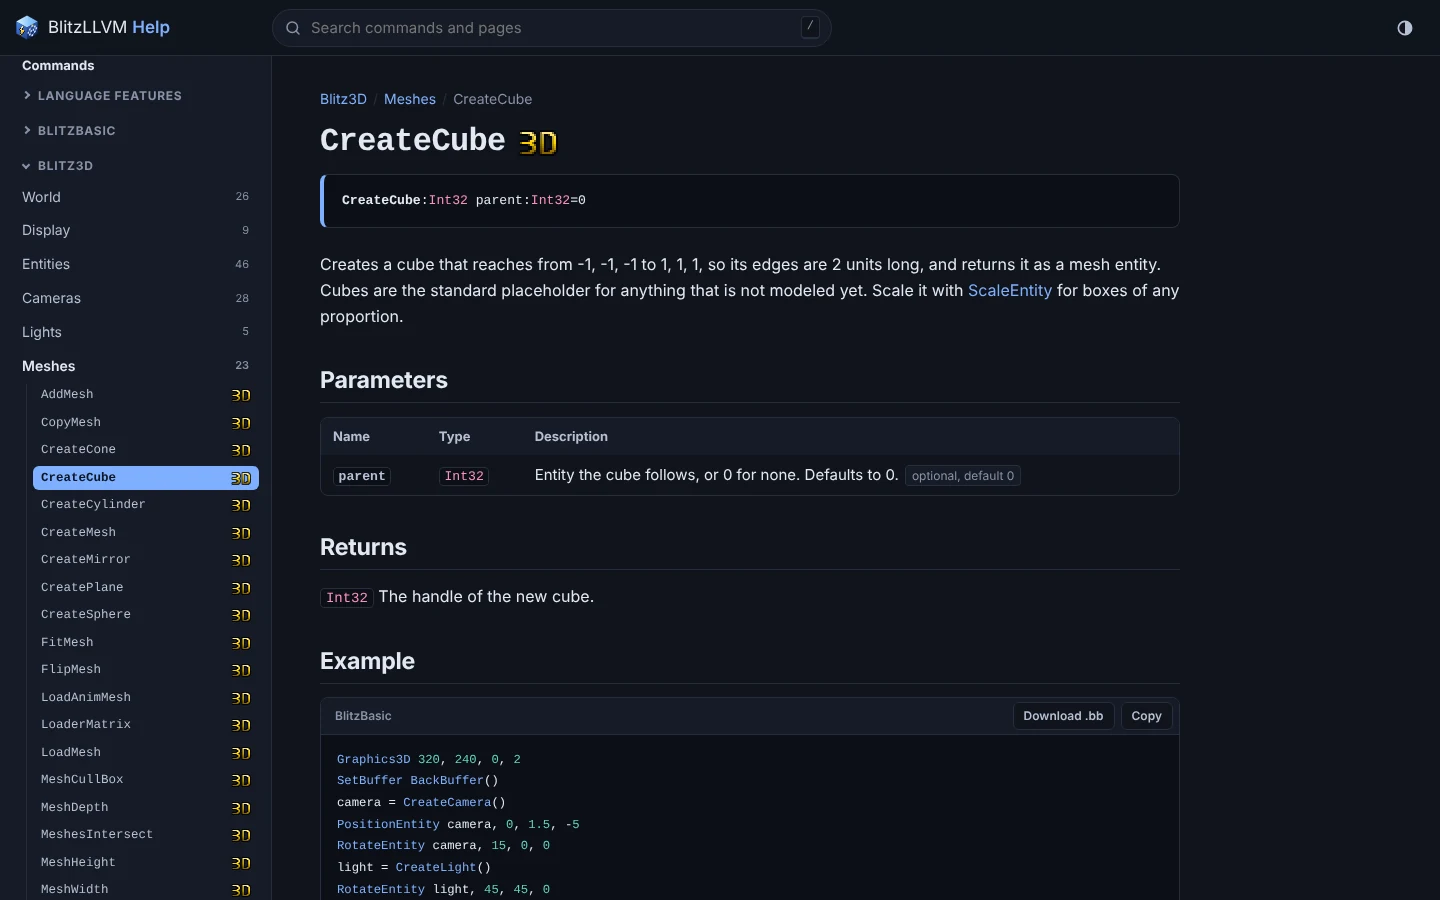 BlitzLLVM Help
Search commands and pages
/
Commands
LANGUAGE FEATURES
BLITZBASIC
BLITZ3D
World 26
Display 9
Entities 46
Cameras 28
Lights 5
Meshes 23
AddMesh 3D
CopyMesh 3D
CreateCone 3D
CreateCube 3D
CreateCylinder 3D
CreateMesh 3D
CreateMirror 3D
CreatePlane 3D
CreateSphere 3D
FitMesh 3D
FlipMesh 3D
LoadAnimMesh 3D
LoaderMatrix 3D
LoadMesh 3D
MeshCullBox 3D
MeshDepth 3D
MeshesIntersect 3D
MeshHeight 3D
MeshWidth 3D
Blitz3D / Meshes / CreateCube
CreateCube 3D
CreateCube:Int32 parent:Int32=0
Creates a cube that reaches from -1, -1, -1 to 1, 1, 1, so its edges are 2 units long, and returns it as a mesh entity.
Cubes are the standard placeholder for anything that is not modeled yet. Scale it with ScaleEntity for boxes of any
proportion.
Parameters
Name Type Description
parent Int32 Entity the cube follows, or 0 for none. Defaults to 0. optional, default 0
Returns
Int32 The handle of the new cube.
Example
BlitzBasic Download .bb Copy
Graphics3D 320, 240, 0, 2
SetBuffer BackBuffer()
camera = CreateCamera()
PositionEntity camera, 0, 1.5, -5
RotateEntity camera, 15, 0, 0
light = CreateLight()
RotateEntity light, 45, 45, 0